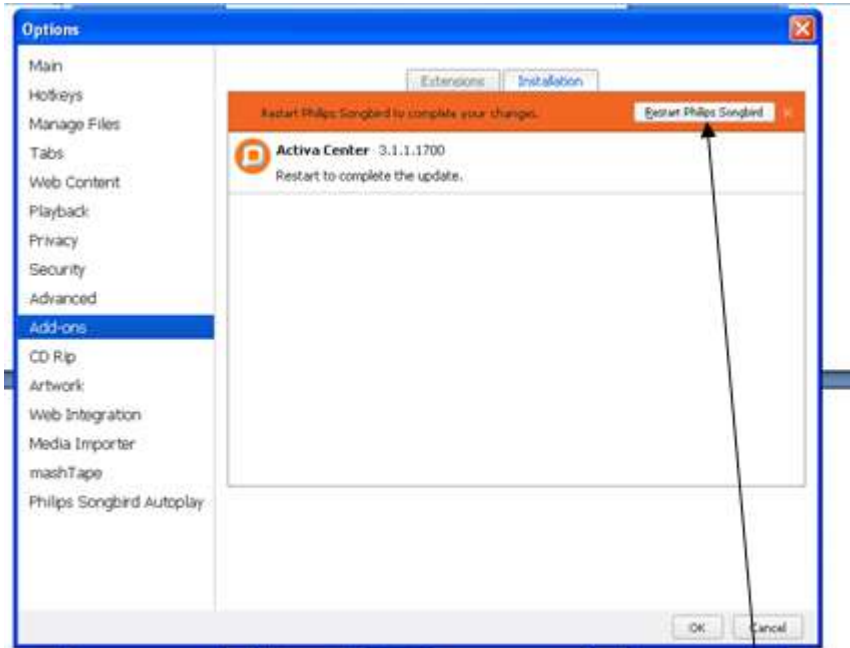 Options
Main
Hotkeys
Manage Files
Tabs
Web Content
Playback
Privacy
Security
Advanced
Add-ons
CD Rip
Artwork
Web Integration
Media Importer
mashTape
Philips Songbird Autoplay
Extensions Installation
Restart Philips Songbird to complete your changes. Restart Philips Songbird
Activa Center 3.1.1.1700
Restart to complete the update.
OK Cancel